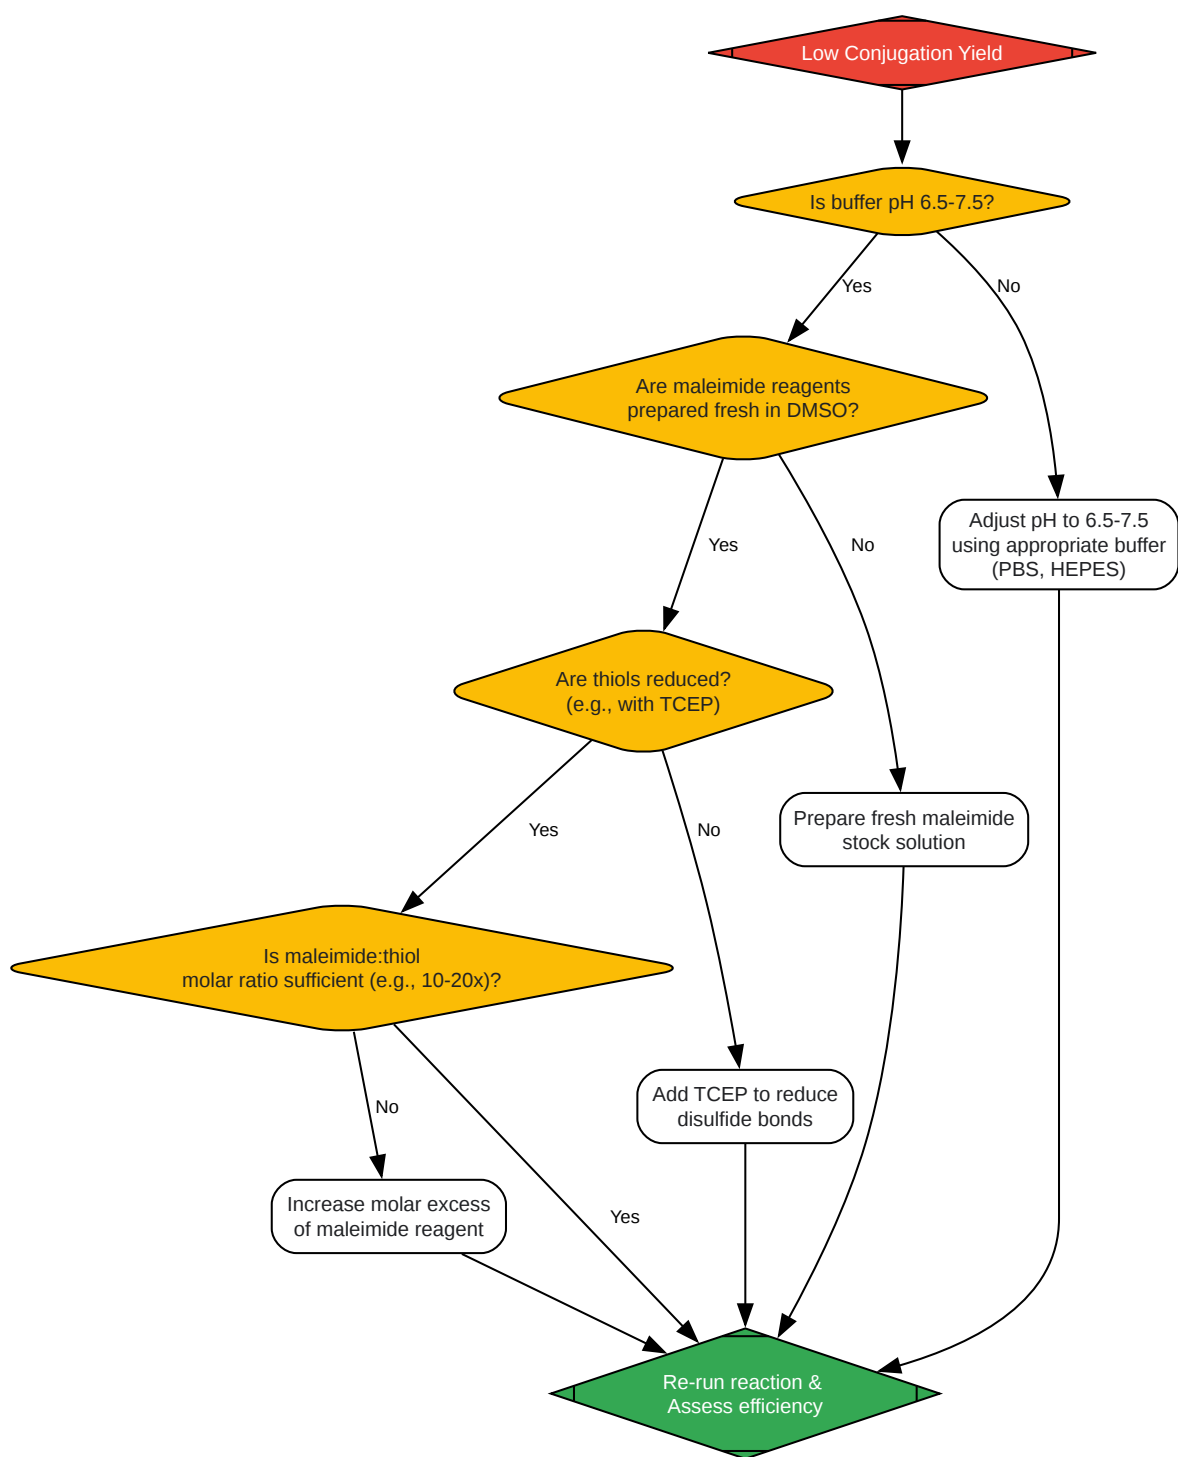 Low Conjugation Yield
Is buffer pH 6.5-7.5?
Yes
No
Are maleimide reagents
prepared fresh in DMSO?
Yes
No
Adjust pH to 6.5-7.5
using appropriate buffer
(PBS, HEPES)
Are thiols reduced?
(e.g., with TCEP)
Yes
No
Prepare fresh maleimide
stock solution
Is maleimide:thiol
molar ratio sufficient (e.g., 10-20x)?
No
Yes
Add TCEP to reduce
disulfide bonds
Increase molar excess
of maleimide reagent
Re-run reaction &
Assess efficiency